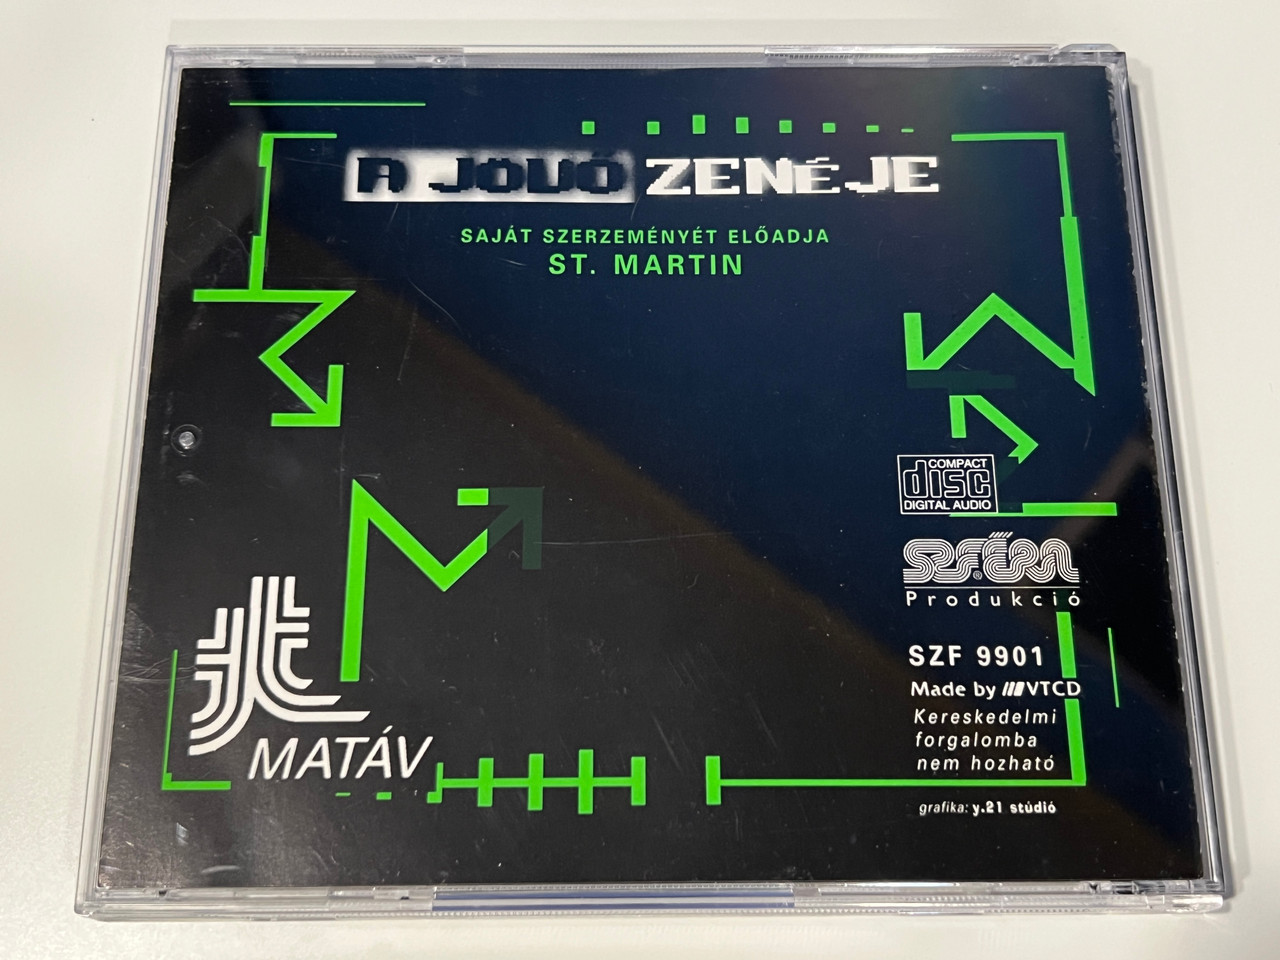 A JÖVŐ ZENÉJE
SAJÁT SZERZEMÉNYÉT ELŐADJA
ST. MARTIN
COMPACT
disc
DIGITAL AUDIO
SZFÉRA
®
Produkció
SZF 9901
Made by VTCD
Kereskedelmi
forgalomba
nem hozható
MATÁV
grafika: y.21 stúdió